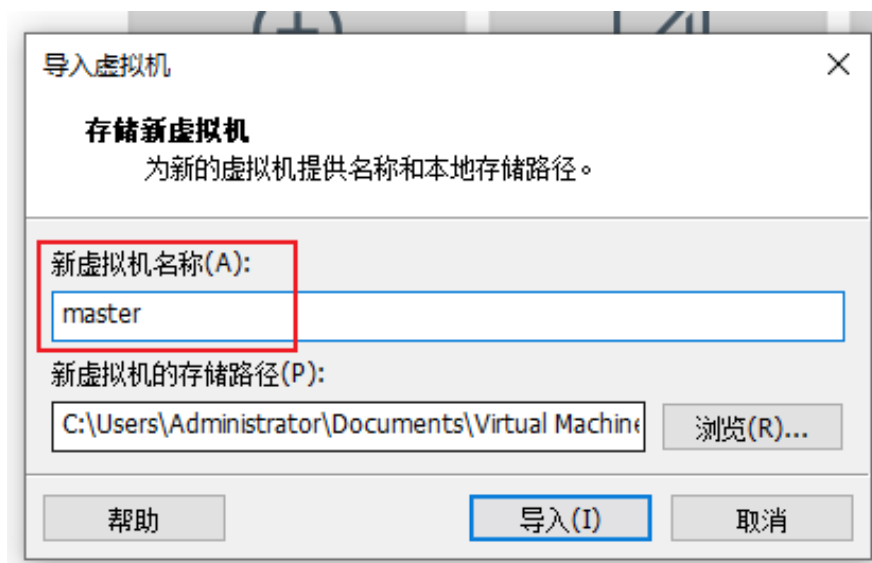 导入虚拟机
存储新虚拟机
为新的虚拟机提供名称和本地存储路径。
新虚拟机名称(A):
master
新虚拟机的存储路径(P):
C:\Users\Administrator\Documents\Virtual Machine
浏览(R)...
帮助
导入(I)
取消